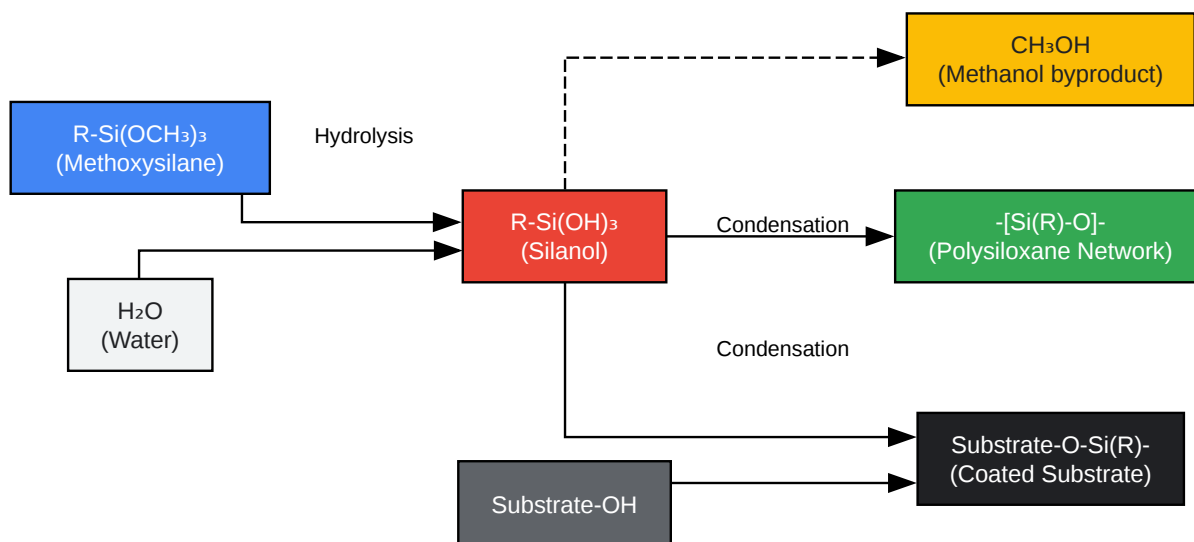 CH₃OH
(Methanol byproduct)
R-Si(OCH₃)₃
(Methoxysilane)
Hydrolysis
R-Si(OH)₃
(Silanol)
Condensation
-[Si(R)-O]-
(Polysiloxane Network)
H₂O
(Water)
Condensation
Substrate-O-Si(R)-
(Coated Substrate)
Substrate-OH